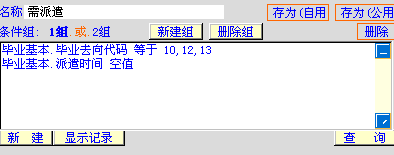 名称 需派遣 存为(自用 存为(公用
条件组: 1组 或.2组 新建组 删除组 删除
毕业基本.毕业去向代码 等于 10,12,13
毕业基本.派遣时间 空值
新 建 显示记录 查 询